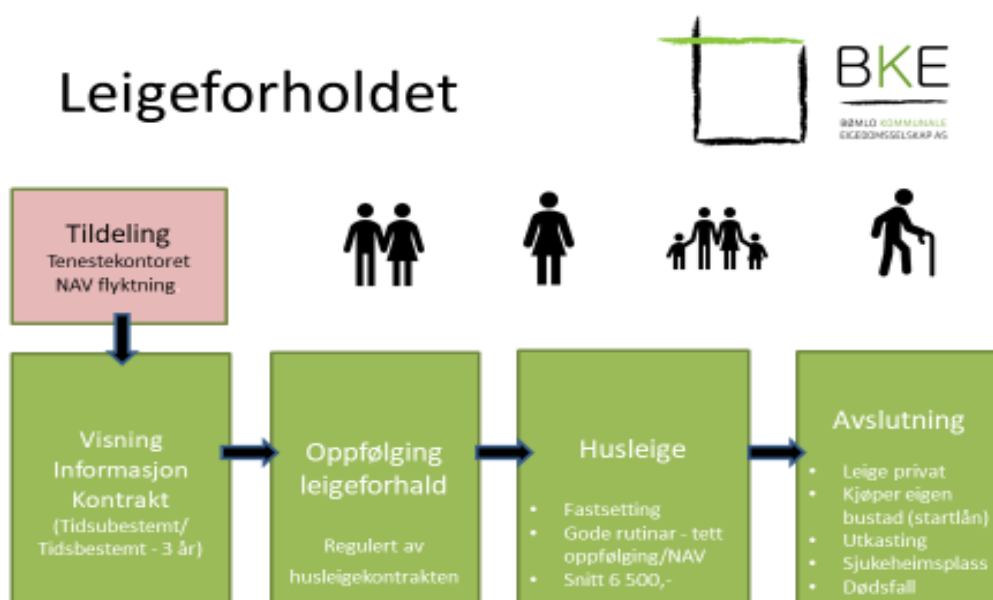 Leigeforholdet
BKE
BØMLO KOMMUNALE
EIGEDOMSSELSKAP AS
Tildeling
Tenestekontoret
NAV flyktning
Visning
Informasjon
Kontrakt
(Tidsubestemt/
Tidsbestemt - 3 år)
Oppfølging
leigeforhald
Regulert av
husleigekontrakten
Husleige
• Fastsetting
• Gode rutinar - tett
oppfølging/NAV
• Snitt 6 500,-
Avslutning
• Leige privat
• Kjøper eigen
bustad (startlån)
• Utkasting
• Sjukeheimsplass
• Dødsfall